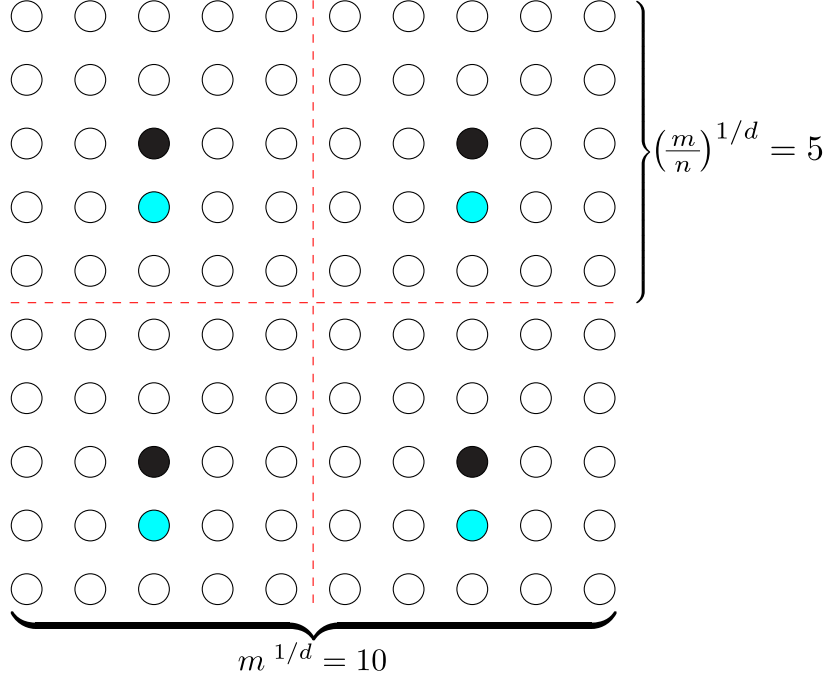 (m/n)^{1/d} = 5
m^{1/d} = 10